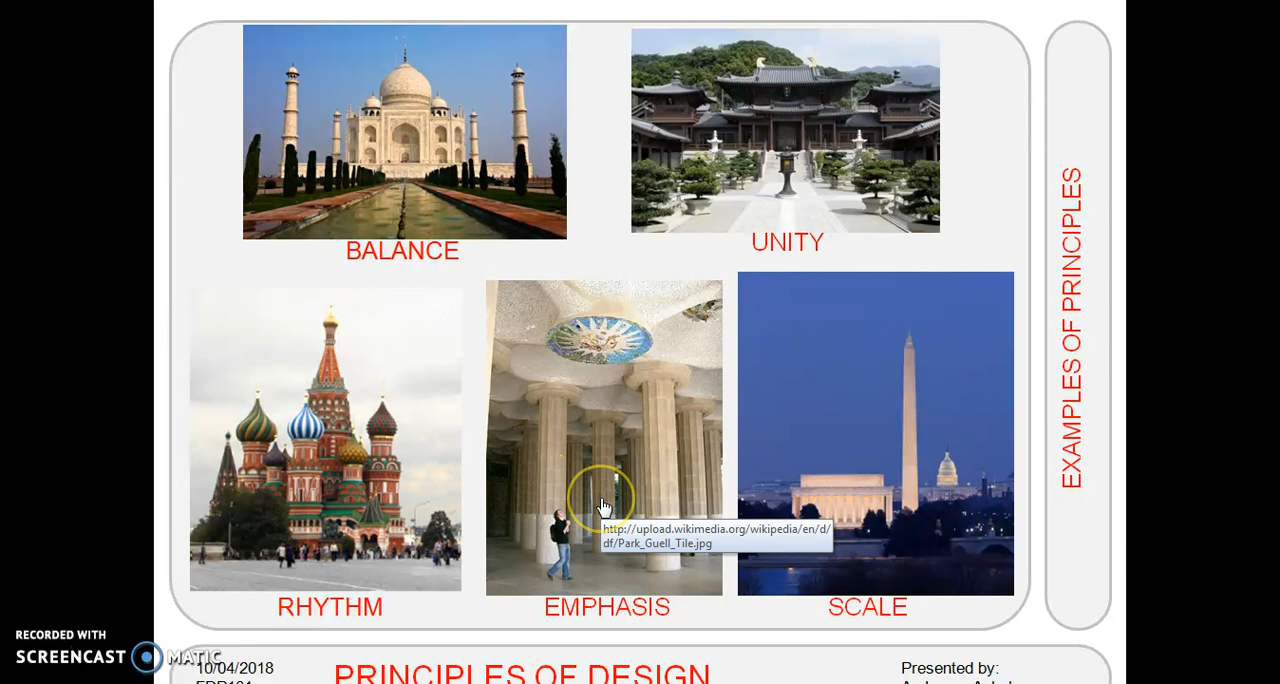 BALANCE
UNITY
RHYTHM
EMPHASIS
SCALE
http://upload.wikimedia.org/wikipedia/en/d/
df/Park_Guell_Tile.jpg
EXAMPLES OF PRINCIPLES
RECORDED WITH
SCREENCAST MATIC
10/04/2018
PRINCIPLES OF DESIGN
Presented by: